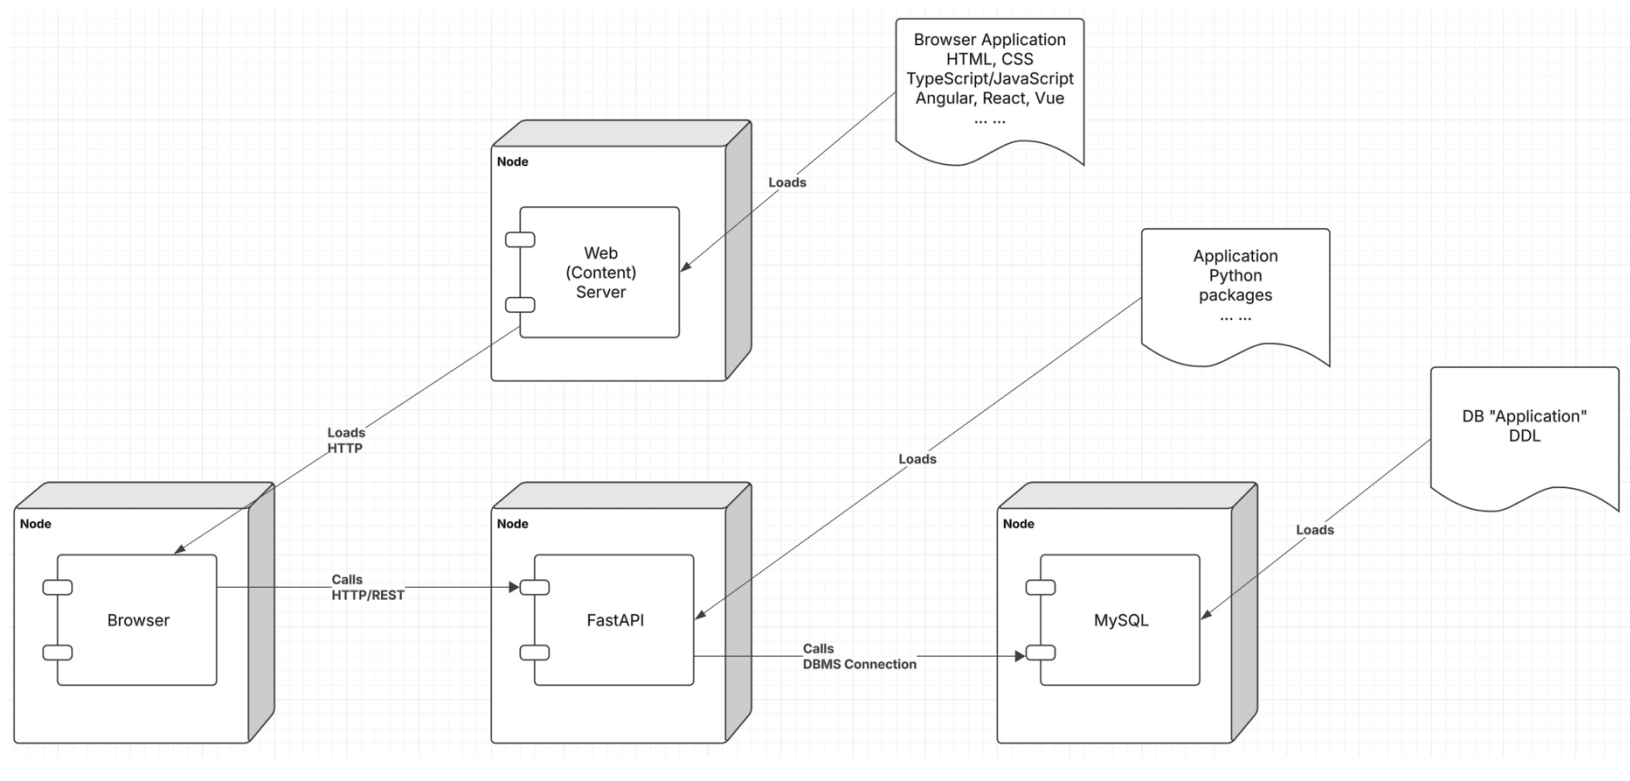 Browser Application
HTML, CSS
TypeScript/JavaScript
Angular, React, Vue
... ...
Node
Loads
Web
(Content)
Server
Application
Python
packages
... ...
DB "Application"
DDL
Loads
HTTP
Loads
Loads
Node
Node
Node
Calls
HTTP/REST
Browser
FastAPI
MySQL
Calls
DBMS Connection